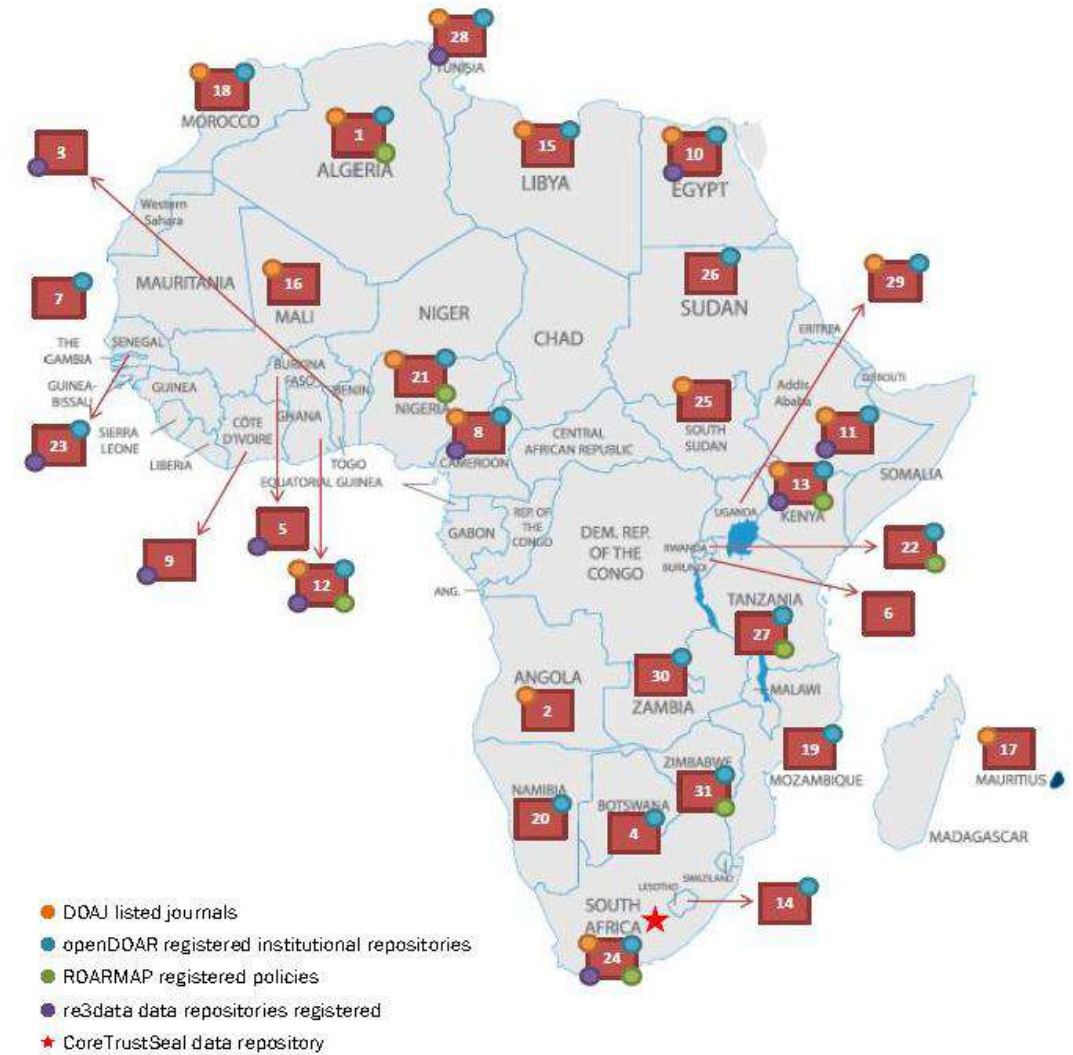 28
TUNISIA
18
MOROCCO
1
ALGERIA
15
LIBYA
10
EGYPT
3
Western
Sahara
26
SUDAN
29
7
MAURITANIA
16
MALI
NIGER
CHAD
ERITREA
THE
GAMBIA
SENEGAL
GUINEA-
BISSAU
GUINEA
BURKINA
FASO
BENIN
21
NIGERIA
25
SOUTH
SUDAN
Addis
Ababa
DJIBOUTI
11
23
SIERRA
LEONE
CÔTE
D'IVOIRE
GHANA
8
CAMEROON
CENTRAL
AFRICAN REPUBLIC
LIBERIA
TOGO
EQUATORIAL GUINEA
SOMALIA
13
KENYA
UGANDA
5
GABON
REP. OF
THE
CONGO
DEM. REP.
OF THE
CONGO
RWANDA
BURUNDI
22
9
12
ANG.
6
TANZANIA
27
ANGOLA
2
30
ZAMBIA
MALAWI
19
MOZAMBIQUE
17
MAURITIUS
ZIMBABWE
31
NAMIBIA
20
BOTSWANA
4
MADAGASCAR
SWAZILAND
LESOTHO
14
SOUTH
AFRICA
24
DOAJ listed journals
openDOAR registered institutional repositories
ROARMAP registered policies
re3data data repositories registered
CoreTrustSeal data repository